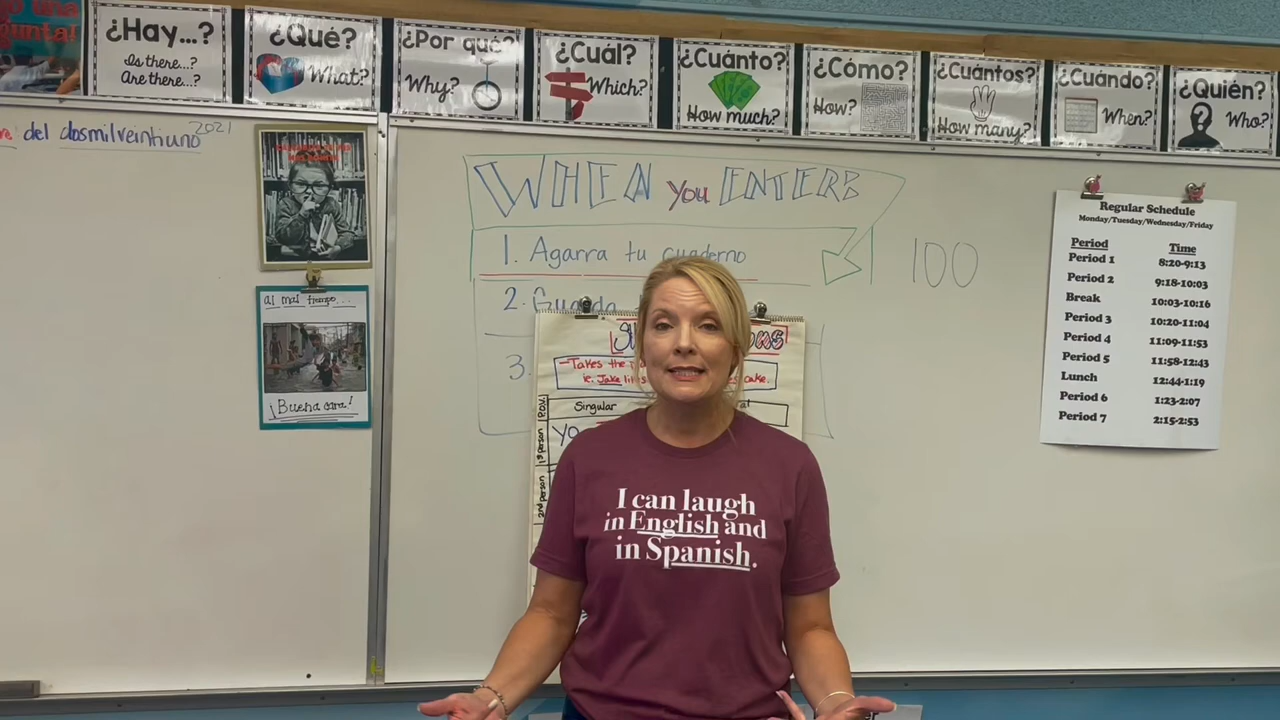 una
gunta!
¿Hay...?
Is there...?
Are there...?
¿Qué?
What?
¿Por qué?
Why?
¿Cuál?
Which?
¿Cuánto?
How much?
¿Cómo?
How?
¿Cuántos?
How many?
¿Cuándo?
When?
¿Quién?
Who?
del dosmilveintiuno 2021
al mal tiempo...
¡Buena cara!
WHEN you ENTER:
1. Agarra tu cuaderno
2. Guarda
3.
100
-Takes the
ie. Jake li
cake.
P.O.V.
Singular
1st person
yo
2nd person
I can laugh
in English and
in Spanish.
Regular Schedule
Monday/Tuesday/Wednesday/Friday
Period Time
Period 1 8:20-9:13
Period 2 9:18-10:03
Break 10:03-10:16
Period 3 10:20-11:04
Period 4 11:09-11:53
Period 5 11:58-12:43
Lunch 12:44-1:19
Period 6 1:23-2:07
Period 7 2:15-2:53